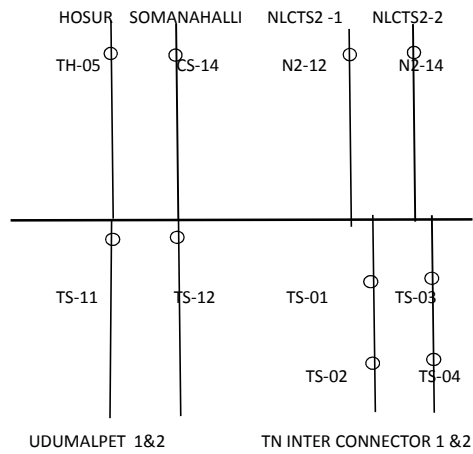 HOSUR SOMANAHALLI NLCTS2 -1 NLCTS2-2
TH-05 CS-14 N2-12 N2-14
TS-11 TS-12 TS-01 TS-03
TS-02 TS-04
UDUMALPET 1&2 TN INTER CONNECTOR 1 &2